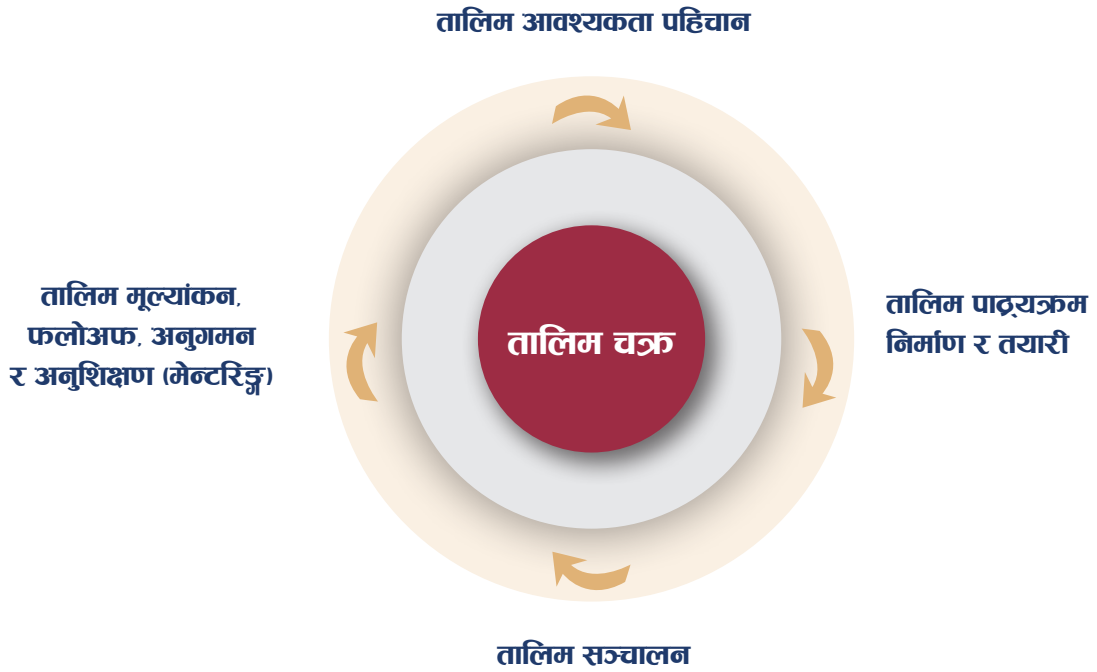 तालिम आवश्यकता पहिचान
तालिम मूल्यांकन,
फलोअफ, अनुगमन
र अनुशिक्षण (मेन्टरिङ्ग)
तालिम चक्र
तालिम पाठ्यक्रम
निर्माण र तयारी
तालिम सञ्चालन